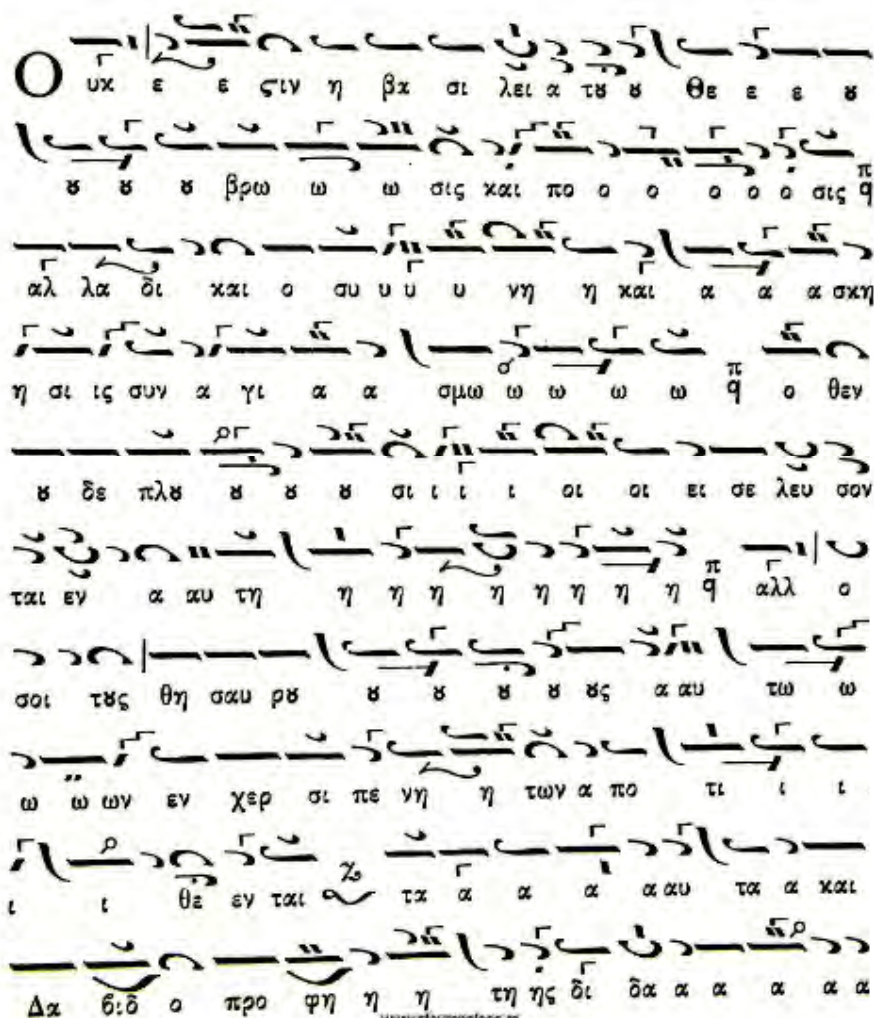 Ουκ ε ε ςιν η βα σι λει α τȣ ȣ Θε ε ε ȣ
ȣ ȣ ȣ βρω ω ω σις και πο ο ο ο ο ο σις
αλ λα δι και ο συ υ υ υ νη η και α α α σκη
η σι ις συν α γι α α σμω ω ω ω ω ο θεν
ȣ δε πλȣ ȣ ȣ ȣ σι ι ι ι οι οι ει σε λευ σον
ται εν α αυ τη η η η η η η η η αλλ ο
σοι τȣς θη σαυ ρȣ ȣ ȣ ȣ ȣ ȣς α αυ τω ω
ω ω ων εν χερ σι πε νη η των α πο τι ι ι
ι ι θε εν ται τα α α α α αυ τα α και
Δα βιδ ο προ φη η η τη ης δι δα α α α α α